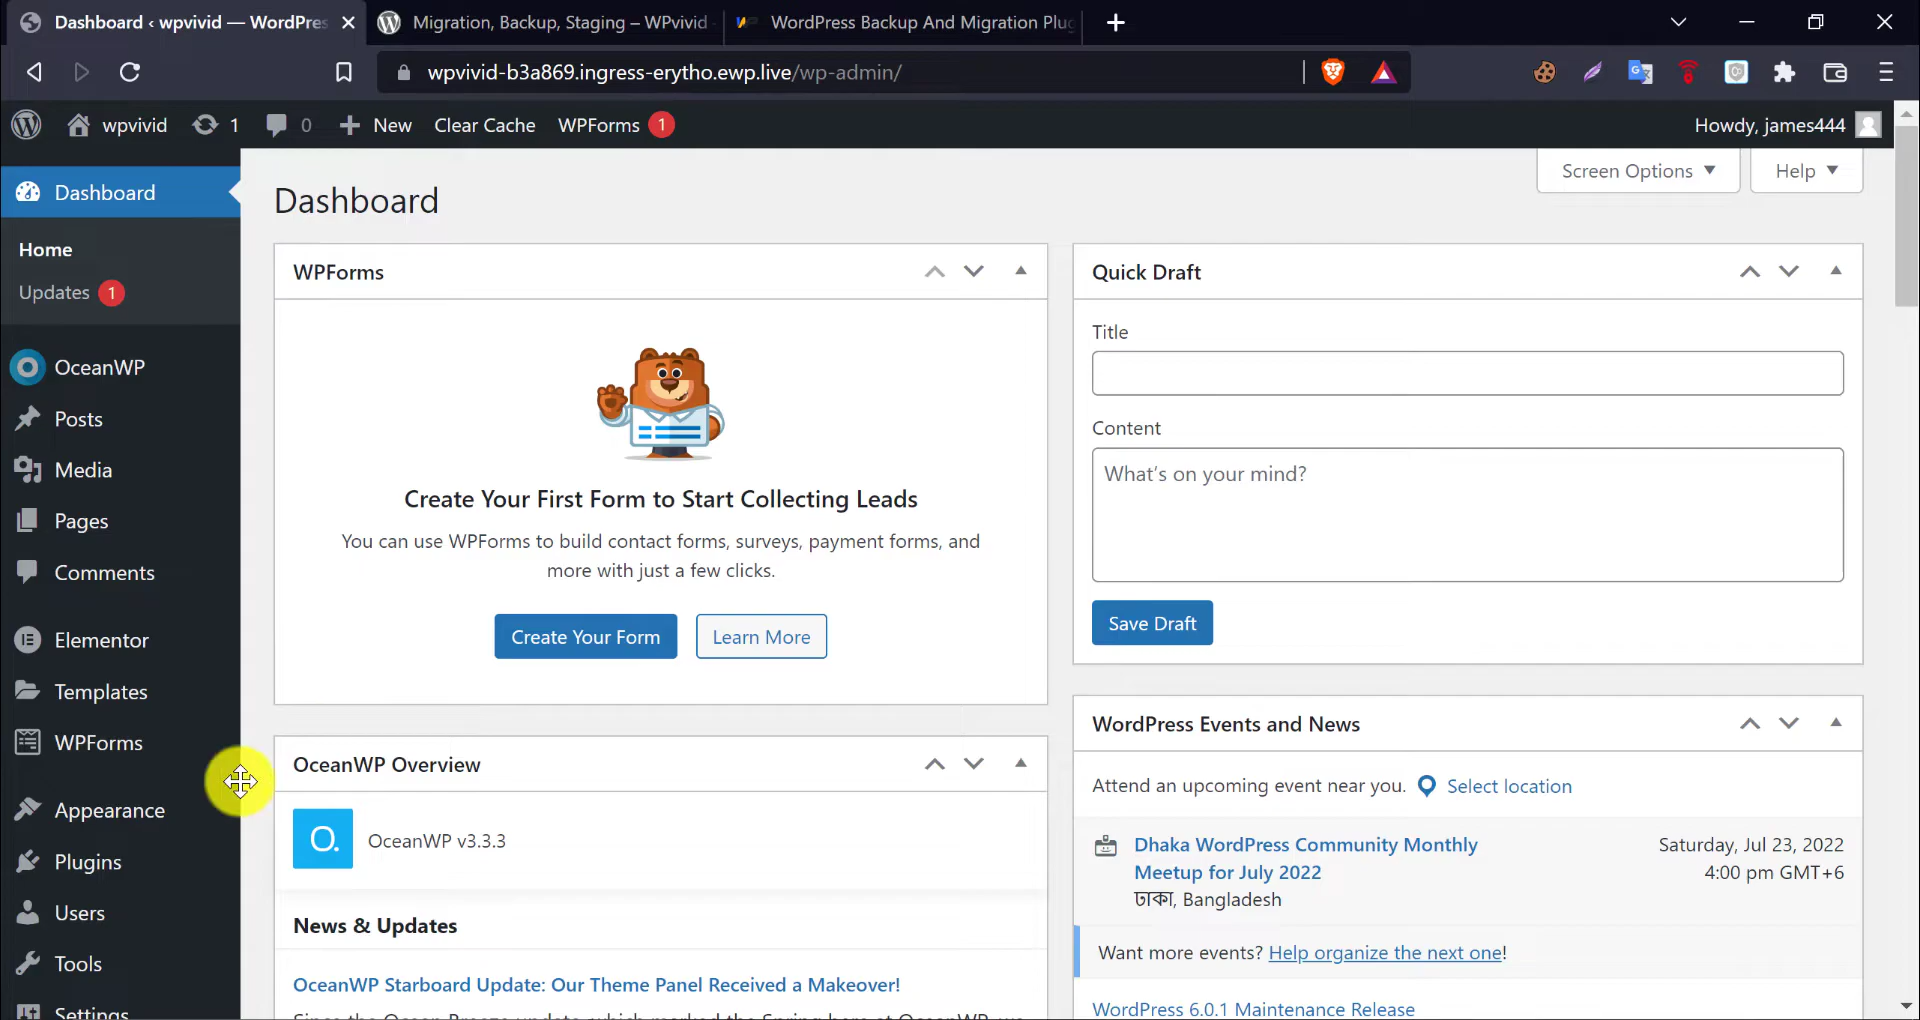 Dashboard ‹ wpvivid — WordPres
Migration, Backup, Staging – WPvivid
WordPress Backup And Migration Plug
wpvivid-b3a869.ingress-erytho.ewp.live/wp-admin/
wpvivid
1
0
New
Clear Cache
WPForms 1
Howdy, james444
Screen Options
Help
Dashboard
Home
Updates 1
OceanWP
Posts
Media
Pages
Comments
Elementor
Templates
WPForms
Appearance
Plugins
Users
Tools
Settings
Dashboard
WPForms
Create Your First Form to Start Collecting Leads
You can use WPForms to build contact forms, surveys, payment forms, and
more with just a few clicks.
Create Your Form
Learn More
OceanWP Overview
O.
OceanWP v3.3.3
News & Updates
OceanWP Starboard Update: Our Theme Panel Received a Makeover!
Quick Draft
Title
Content
What's on your mind?
Save Draft
WordPress Events and News
Attend an upcoming event near you.
Select location
Dhaka WordPress Community Monthly
Meetup for July 2022
ঢাকা, Bangladesh
Saturday, Jul 23, 2022
4:00 pm GMT+6
Want more events? Help organize the next one!
WordPress 6.0.1 Maintenance Release